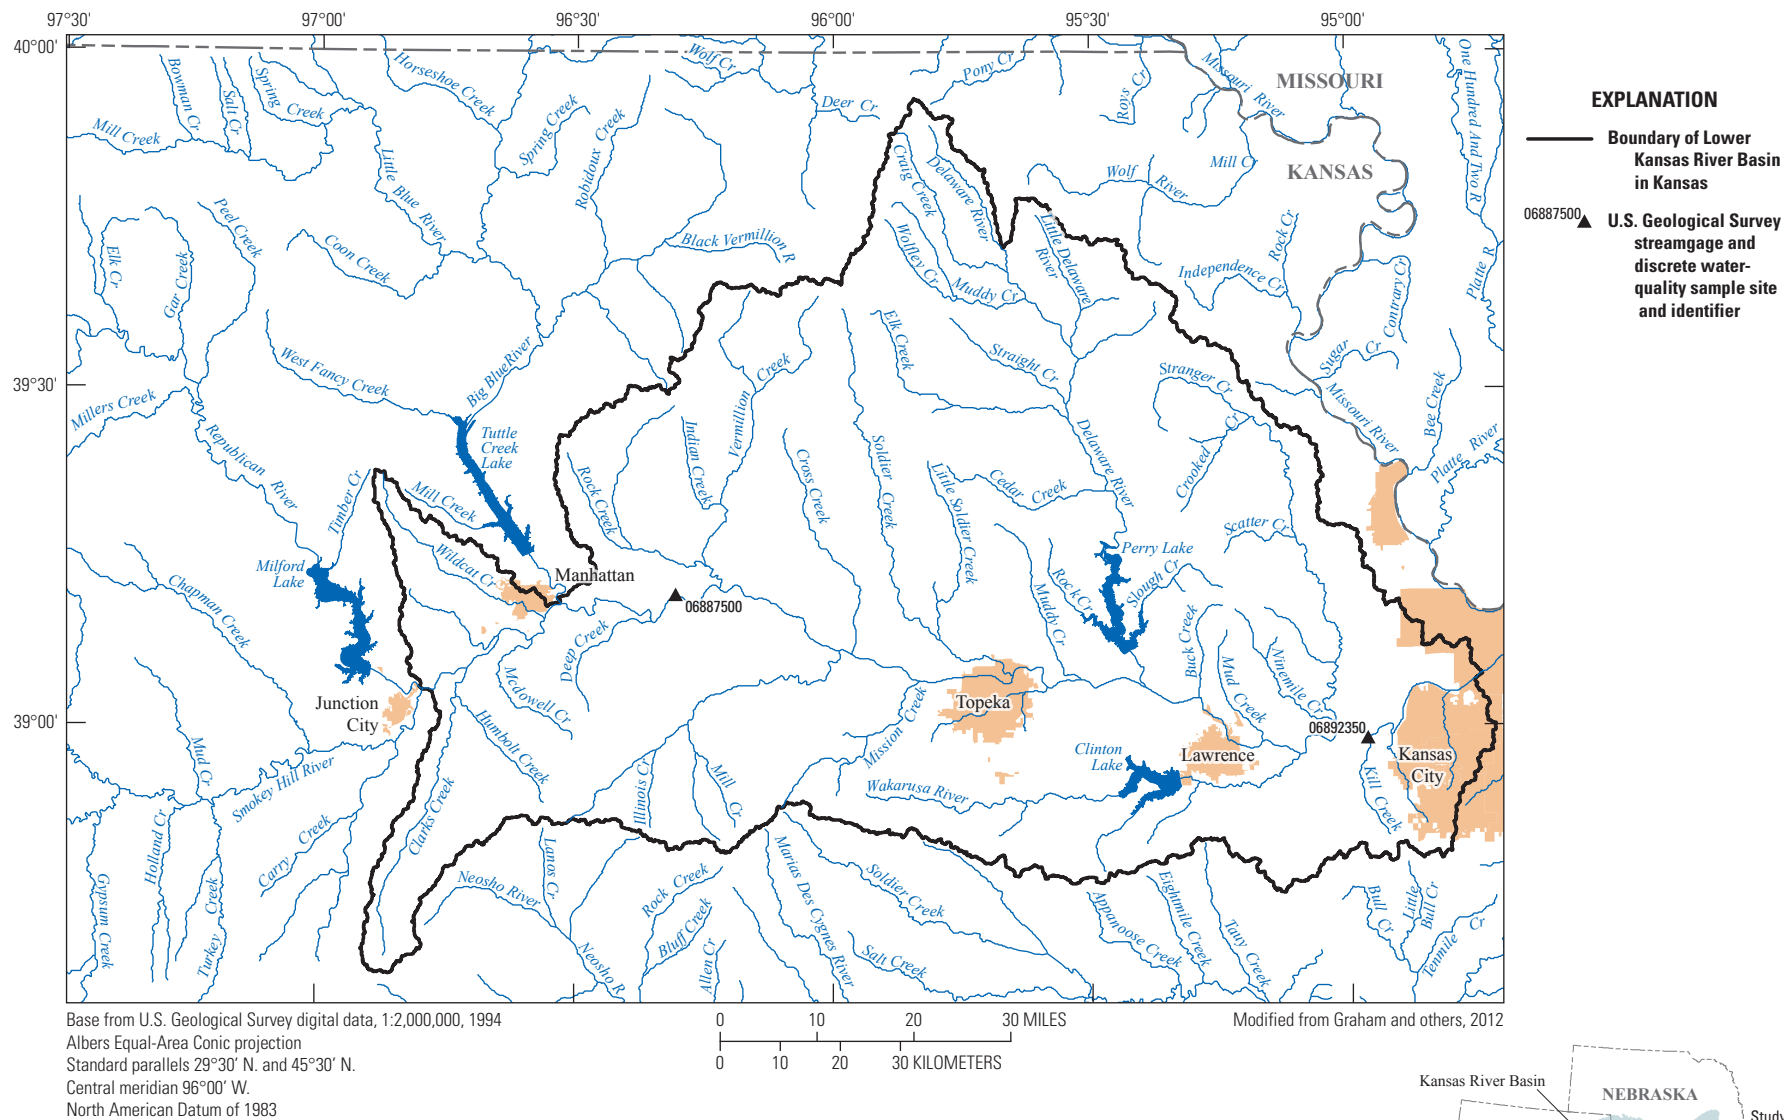 97°30'
97°00'
96°30'
96°00'
95°30'
95°00'
40°00'
39°30'
39°00'
MISSOURI
KANSAS
Missouri River
One Hundred And Two R
Bowman Cr
Salt Cr
Spring Creek
Horseshoe Creek
Wolf Cr
Deer Cr
Pony Cr
Roys Cr
Mill Creek
Little Blue River
Spring Creek
Robidoux Creek
Craig Creek
Delaware River
Wolf River
Mill Cr
Rock Cr
Elk Cr
Gar Creek
Peel Creek
Coon Creek
Black Vermillion R
Wolfley Cr
Muddy Cr
Little Delaware River
Independence Cr
Contrary Cr
Platte R
West Fancy Creek
Big Blue River
Elk Creek
Straight Cr
Stranger Cr
Sugar Cr
Missouri River
Bee Creek
Platte River
Millers Creek
Republican River
Tuttle
Creek
Lake
Vermillion Creek
Indian Creek
Rock Creek
Cross Creek
Soldier Creek
Little Soldier Creek
Cedar Creek
Delaware River
Crooked Cr
Scatter Cr
Timber Cr
Mill Creek
Wildcat Cr
Milford
Lake
Manhattan
06887500
Perry Lake
Slough Cr
Rock Cr
Muddy Cr
Buck Creek
Mud Creek
Ninemile Cr
Chapman Creek
Deep Creek
Mcdowell Cr
Humbolt Creek
Junction
City
Topeka
Mission Creek
Lawrence
Clinton
Lake
06892350
Kansas
City
Kill Creek
Mud Cr
Smokey Hill River
Clarks Creek
Illinois Cr
Mill Cr
Wakarusa River
Gypsum Creek
Holland Cr
Turkey Creek
Carry Creek
Neosho River
Lanos Cr
Neosho R
Rock Creek
Bluff Creek
Allen Cr
Marias Des Cygnes River
Soldier Creek
Salt Creek
Appanoose Creek
Eightmile Creek
Tauy Creek
Bull Cr
Little Bull Cr
Tenmile Cr
EXPLANATION
Boundary of Lower
Kansas River Basin
in Kansas
06887500
U.S. Geological Survey
streamgage and
discrete water-
quality sample site
and identifier
Base from U.S. Geological Survey digital data, 1:2,000,000, 1994
Albers Equal-Area Conic projection
Standard parallels 29°30' N. and 45°30' N.
Central meridian 96°00' W.
North American Datum of 1983
0 10 20 30 MILES
0 10 20 30 KILOMETERS
Modified from Graham and others, 2012
Kansas River Basin
NEBRASKA
Study